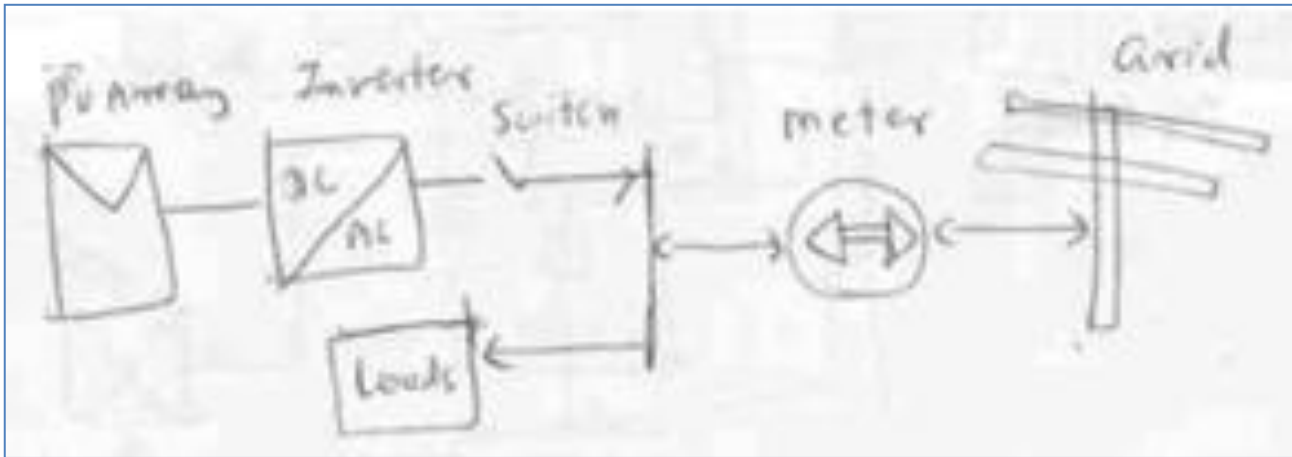 PV Array
Inverter
Switch
meter
Grid
DC
AC
Loads